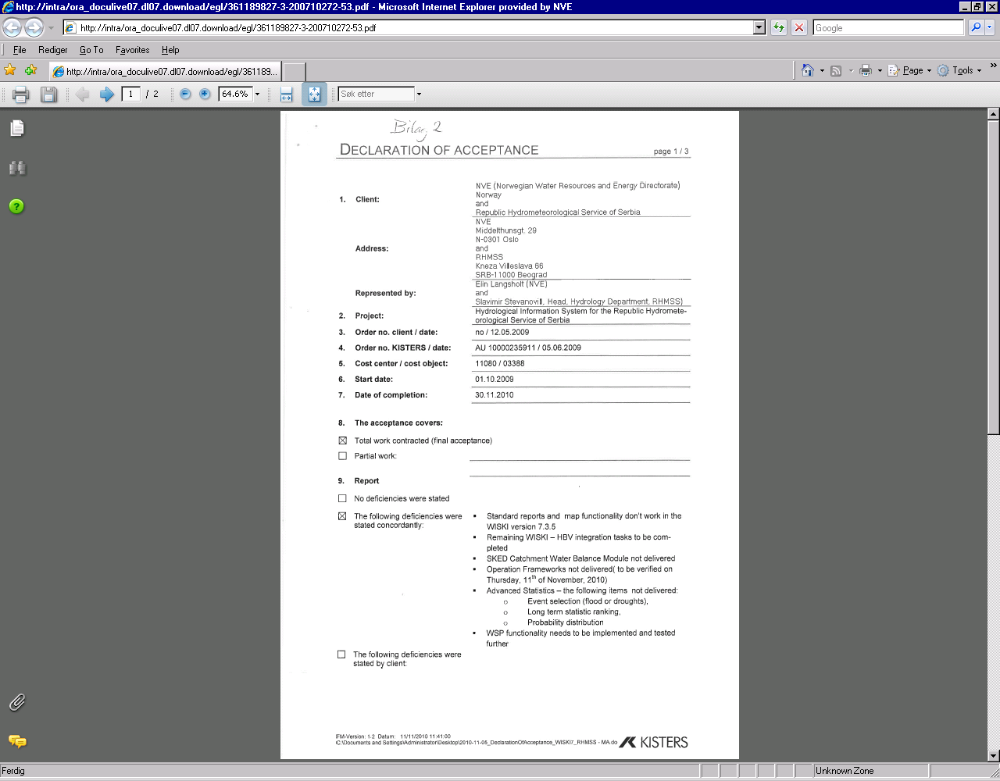 http://intra/ora_doculive07.dl07.download/egl/361189827-3-200710272-53.pdf - Microsoft Internet Explorer provided by NVE
http://intra/ora_doculive07.dl07.download/egl/361189827-3-200710272-53.pdf
Google
File Rediger Go To Favorites Help
http://intra/ora_doculive07.dl07.download/egl/361189...
Page Tools »
1 / 2 64.6% Søk etter
Bilag 2
DECLARATION OF ACCEPTANCE page 1 / 3
NVE (Norwegian Water Resources and Energy Directorate)
Norway
1. Client:
and
Republic Hydrometeorological Service of Serbia
NVE
Middelthunsgt. 29
N-0301 Oslo
Address: and
RHMSS
Kneza Villeslava 66
SRB-11000 Beograd
Elin Langsholt (NVE)
Represented by: and
Slavimir Stevanovill, Head, Hydrology Department, RHMSS)
2. Project: Hydrological Information System for the Republic Hydromete-
orological Service of Serbia
3. Order no. client / date: no / 12.05.2009
4. Order no. KISTERS / date: AU 10000235911 / 05.06.2009
5. Cost center / cost object: 11080 / 03388
6. Start date: 01.10.2009
7. Date of completion: 30.11.2010
8. The acceptance covers:
☒ Total work contracted (final acceptance)
☐ Partial work:
9. Report
☐ No deficiencies were stated
☒ The following deficiencies were
stated concordantly:
▪ Standard reports and map functionality don't work in the
WISKI version 7.3.5
▪ Remaining WISKI – HBV integration tasks to be com-
pleted
▪ SKED Catchment Water Balance Module not delivered
▪ Operation Frameworks not delivered( to be verified on
Thursday, 11th of November, 2010)
▪ Advanced Statistics – the following items not delivered:
o Event selection (flood or droughts),
o Long term statistic ranking,
o Probability distribution
▪ WSP functionality needs to be implemented and tested
further
☐ The following deficiencies were
stated by client:
FM-Version: 1-2 Datum: 11/11/2010 11:41:00
C:\Documents and Settings\Administrator\Desktop\2010-11-05_DeclarationOfAcceptance_WISKI7_RHMSS - MA.do
KISTERS
Ferdig Unknown Zone